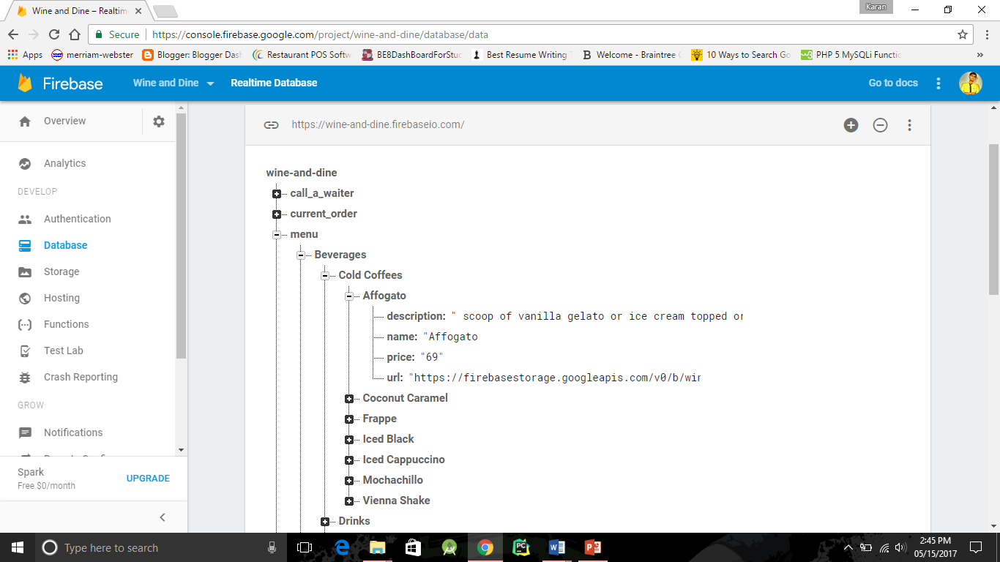 Wine and Dine – Realtim
Karan
Secure https://console.firebase.google.com/project/wine-and-dine/database/data
Apps merriam-webster Blogger: Blogger Das Restaurant POS Softw BE8DashBoardForStud Best Resume Writing Welcome - Braintree 10 Ways to Search Go PHP 5 MySQLi Functio »
Firebase Wine and Dine Realtime Database Go to docs
Overview
Analytics
DEVELOP
Authentication
Database
Storage
Hosting
Functions
Test Lab
Crash Reporting
GROW
Notifications
Spark
Free $0/month
UPGRADE
https://wine-and-dine.firebaseio.com/
wine-and-dine
call_a_waiter
current_order
menu
Beverages
Cold Coffees
Affogato
description: " scoop of vanilla gelato or ice cream topped or
name: "Affogato
price: "69"
url: "https://firebasestorage.googleapis.com/v0/b/win
Coconut Caramel
Frappe
Iced Black
Iced Cappuccino
Mochachillo
Vienna Shake
Drinks
Type here to search
2:45 PM
05/15/2017